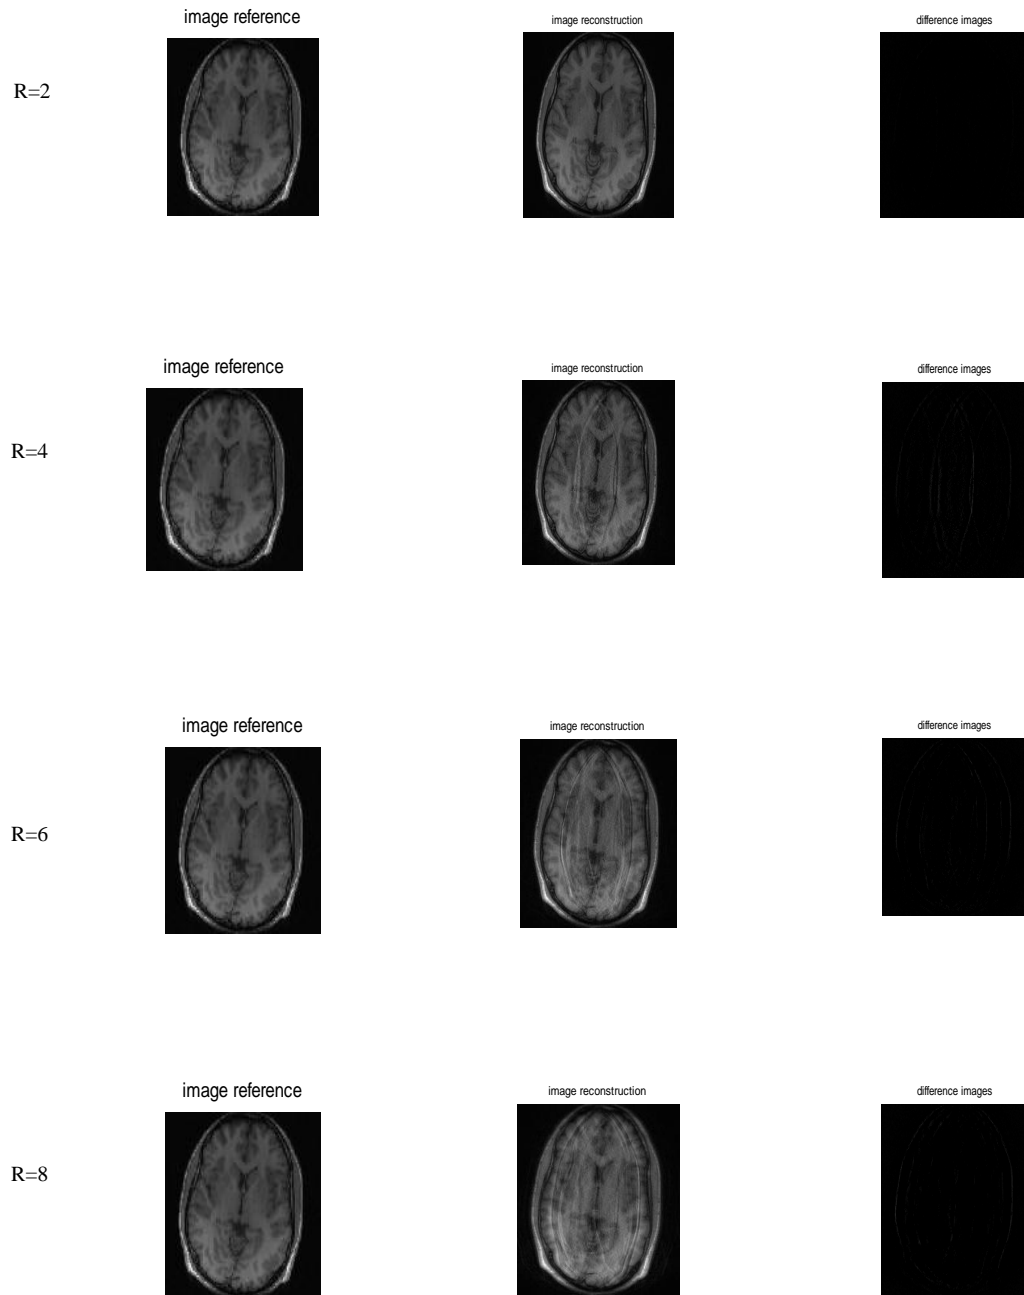 image reference
image reconstruction
difference images
R=2
image reference
image reconstruction
difference images
R=4
image reference
image reconstruction
difference images
R=6
image reference
image reconstruction
difference images
R=8